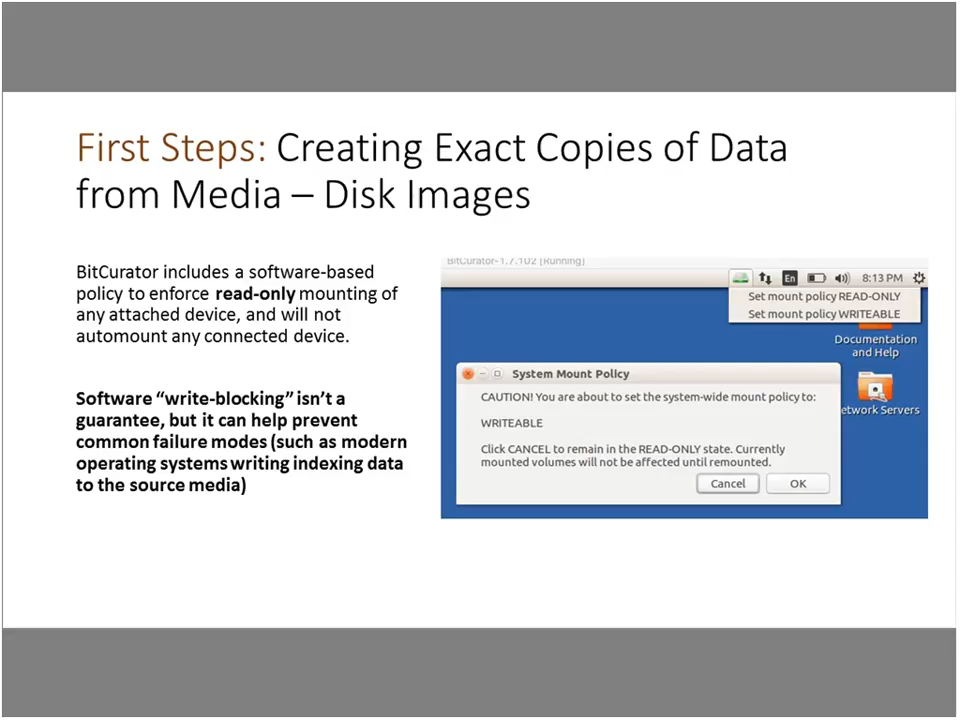 First Steps: Creating Exact Copies of Data
from Media – Disk Images
BitCurator includes a software-based
policy to enforce read-only mounting of
any attached device, and will not
automount any connected device.
Software “write-blocking” isn’t a
guarantee, but it can help prevent
common failure modes (such as modern
operating systems writing indexing data
to the source media)
BitCurator-1.7.102 [Running]
En
8:13 PM
Set mount policy READ-ONLY
Set mount policy WRITEABLE
Documentation
and Help
etwork Servers
System Mount Policy
CAUTION! You are about to set the system-wide mount policy to:
WRITEABLE
Click CANCEL to remain in the READ-ONLY state. Currently
mounted volumes will not be affected until remounted.
Cancel
OK